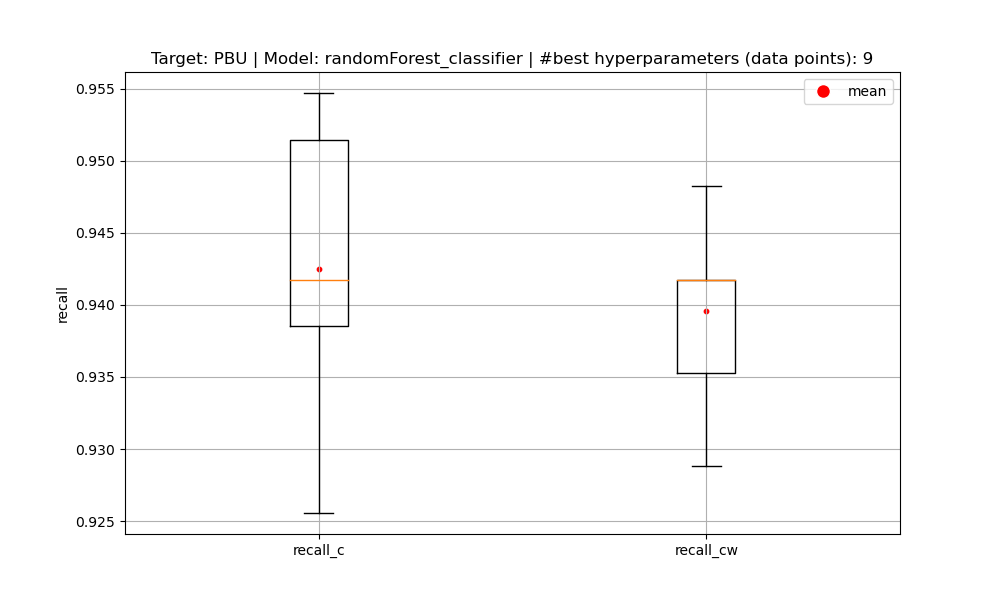 Target: PBU | Model: randomForest_classifier | #best hyperparameters (data points): 9
mean
0.955
0.950
0.945
0.940
0.935
0.930
0.925
recall
recall_c
recall_cw